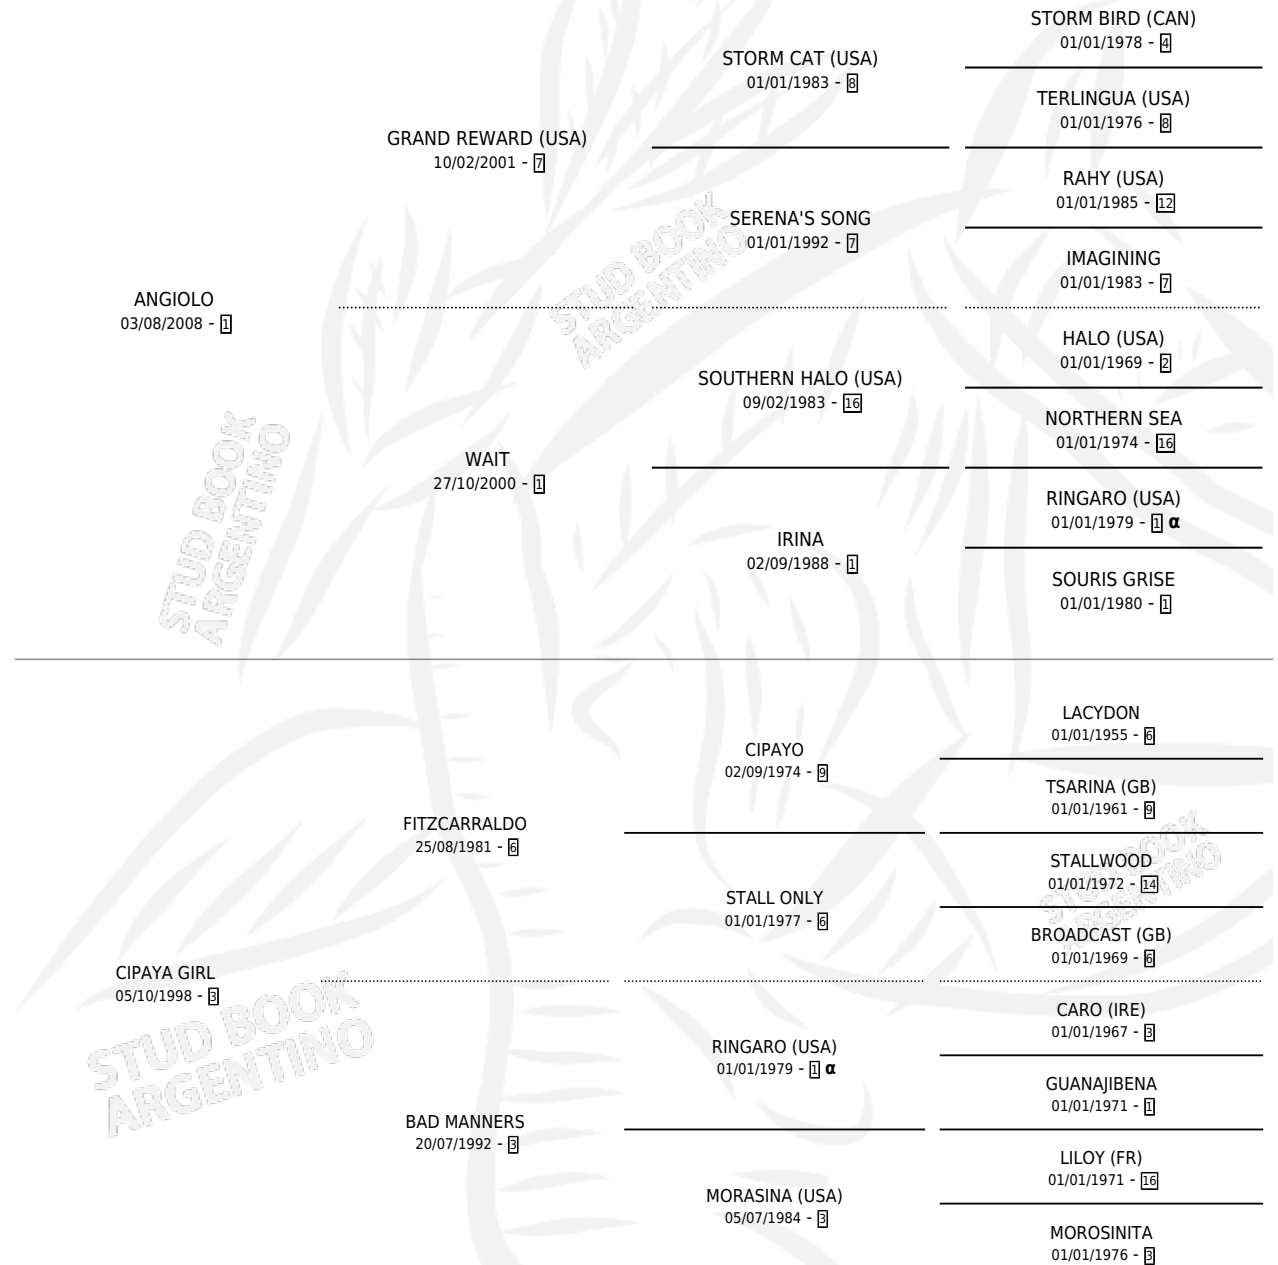 STORM BIRD (CAN)
01/01/1978 - 4
STORM CAT (USA)
01/01/1983 - 8
TERLINGUA (USA)
01/01/1976 - 8
GRAND REWARD (USA)
10/02/2001 - 7
RAHY (USA)
01/01/1985 - 12
SERENA'S SONG
01/01/1992 - 7
IMAGINING
01/01/1983 - 7
STUD BOOK
ARGENTINO
ANGIOLO
03/08/2008 - 1
HALO (USA)
01/01/1969 - 2
SOUTHERN HALO (USA)
09/02/1983 - 16
NORTHERN SEA
01/01/1974 - 16
WAIT
27/10/2000 - 1
RINGARO (USA)
01/01/1979 - 1 α
IRINA
02/09/1988 - 1
SOURIS GRISE
01/01/1980 - 1
STUD BOOK
ARGENTINO
LACYDON
01/01/1955 - 6
CIPAYO
02/09/1974 - 9
TSARINA (GB)
01/01/1961 - 9
FITZCARRALDO
25/08/1981 - 6
STALLWOOD
01/01/1972 - 14
STALL ONLY
01/01/1977 - 6
BROADCAST (GB)
01/01/1969 - 6
STUD BOOK
ARGENTINO
CIPAYA GIRL
05/10/1998 - 3
CARO (IRE)
01/01/1967 - 3
RINGARO (USA)
01/01/1979 - 1 α
GUANAJIBENA
01/01/1971 - 1
STUD BOOK
ARGENTINO
BAD MANNERS
20/07/1992 - 3
LILOY (FR)
01/01/1971 - 16
MORASINA (USA)
05/07/1984 - 3
MOROSINITA
01/01/1976 - 3